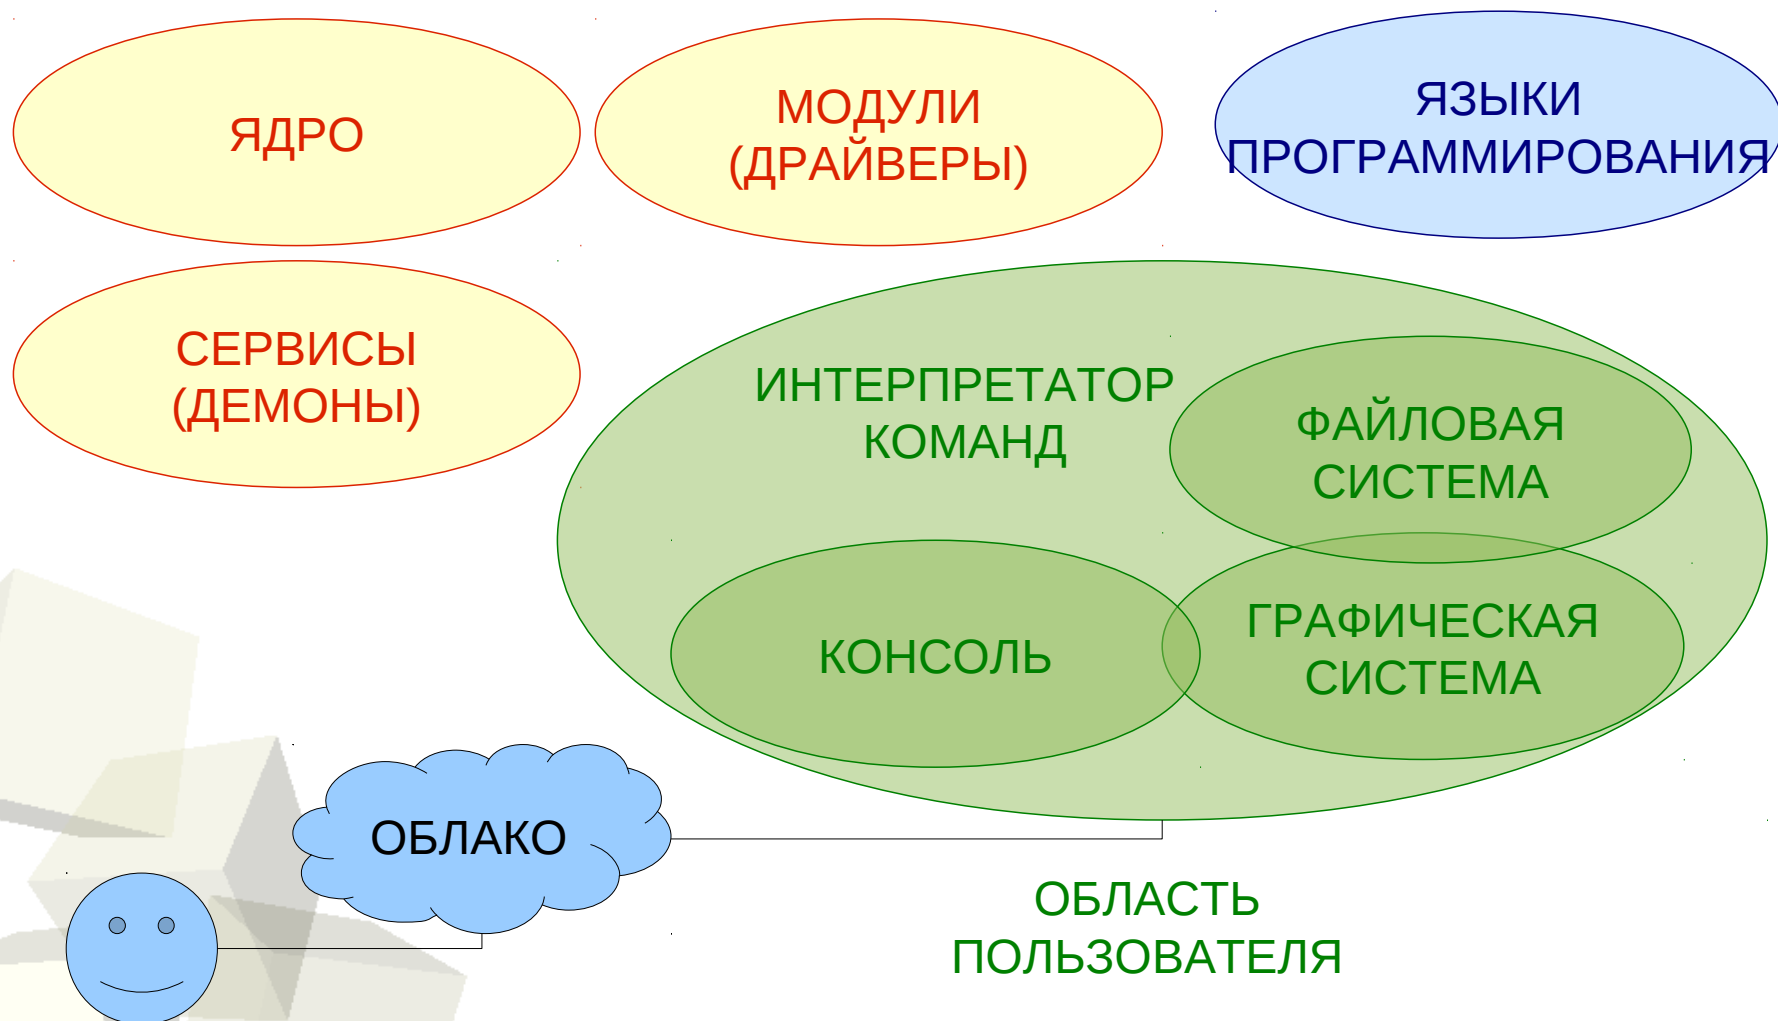 ЯДРО
МОДУЛИ
(ДРАЙВЕРЫ)
ЯЗЫКИ
ПРОГРАММИРОВАНИЯ
СЕРВИСЫ
(ДЕМОНЫ)
ИНТЕРПРЕТАТОР
КОМАНД
ФАЙЛОВАЯ
СИСТЕМА
КОНСОЛЬ
ГРАФИЧЕСКАЯ
СИСТЕМА
ОБЛАКО
ОБЛАСТЬ
ПОЛЬЗОВАТЕЛЯ